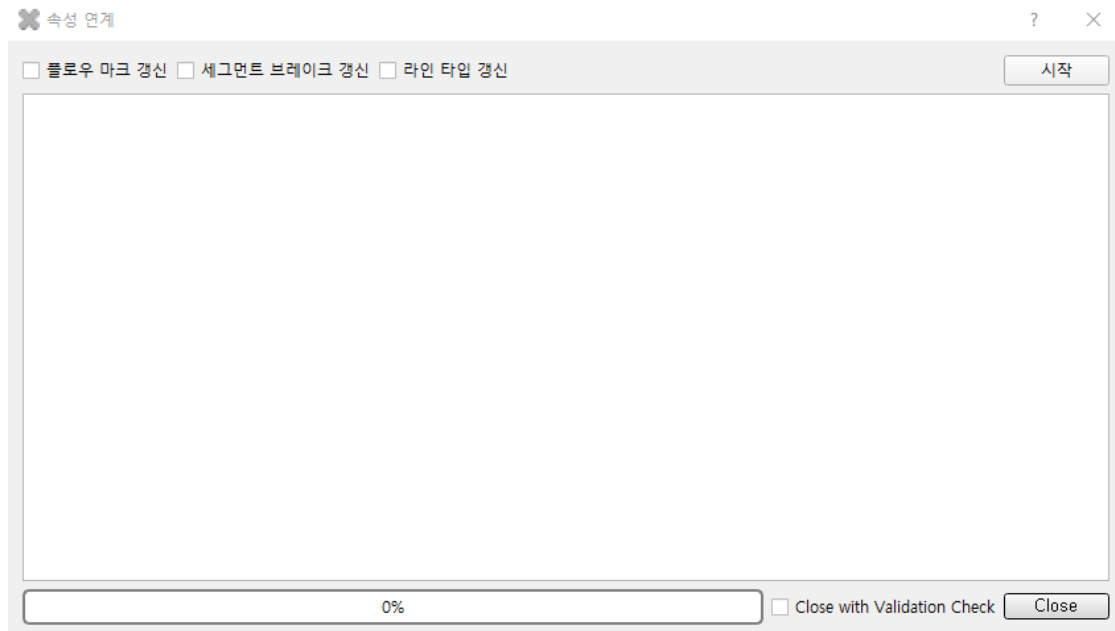 속성 연계
플로우 마크 갱신 세그먼트 브레이크 갱신 라인 타입 갱신 시작
0% Close with Validation Check Close